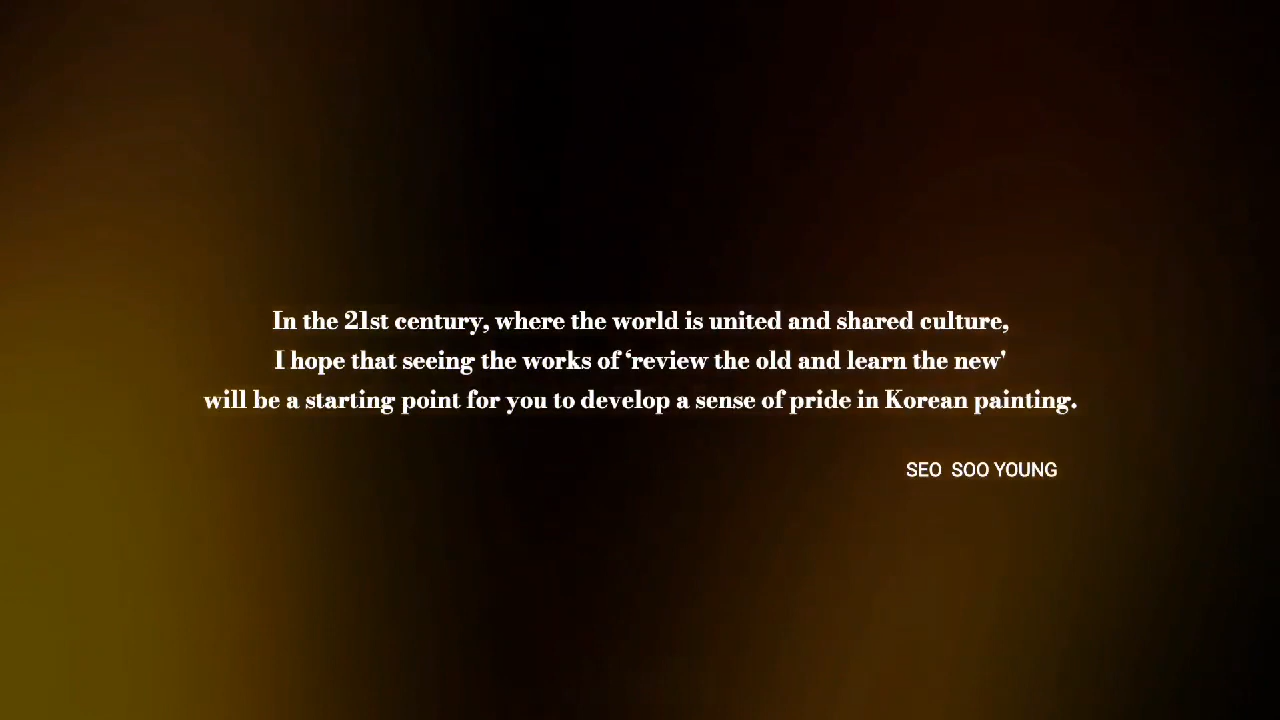 In the 21st century, where the world is united and shared culture,
I hope that seeing the works of ‘review the old and learn the new'
will be a starting point for you to develop a sense of pride in Korean painting.
SEO SOO YOUNG